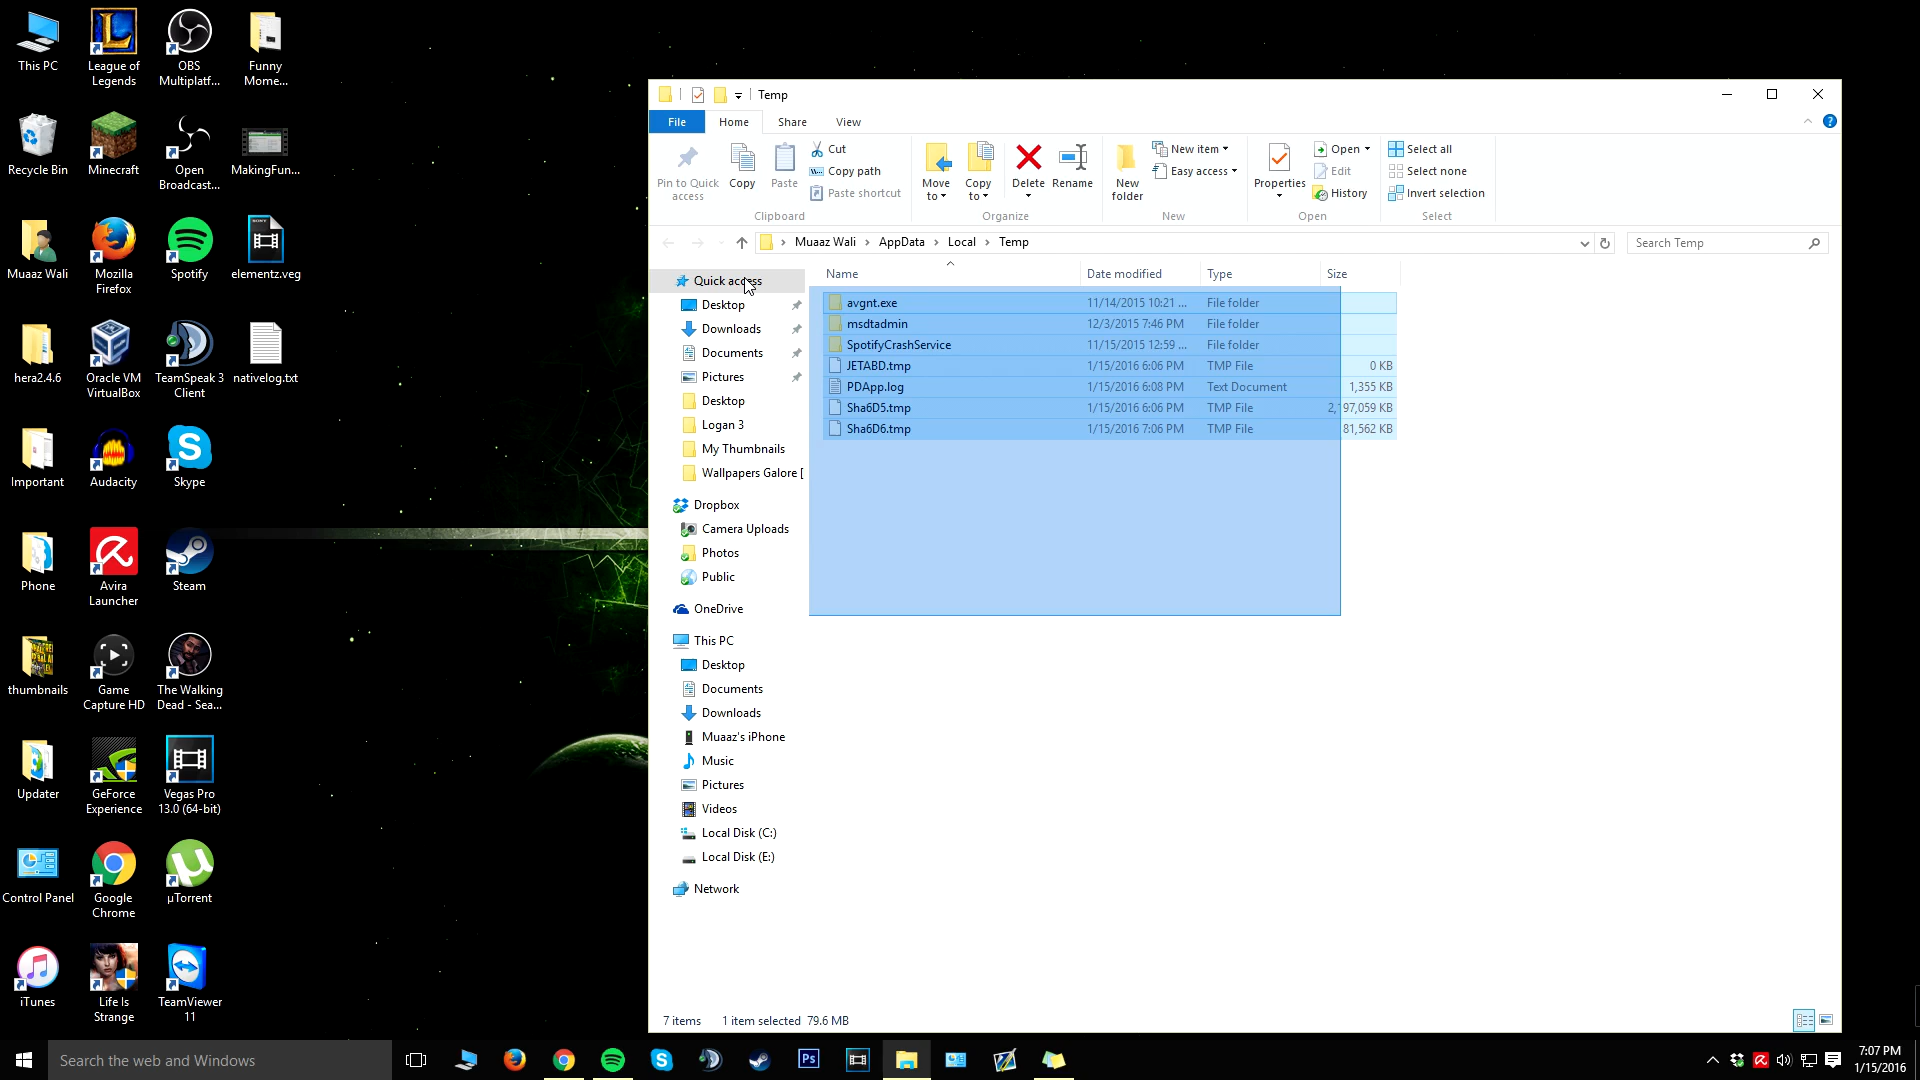 This PC
League of
Legends
OBS
Multiplatf...
Funny
Mome...
Recycle Bin
Minecraft
Open
Broadcast...
MakingFun...
Muaaz Wali
Mozilla
Firefox
Spotify
elementz.veg
hera2.4.6
Oracle VM
VirtualBox
TeamSpeak 3
Client
nativelog.txt
Important
Audacity
Skype
Phone
Avira
Launcher
Steam
thumbnails
Game
Capture HD
The Walking
Dead - Sea...
Updater
GeForce
Experience
Vegas Pro
13.0 (64-bit)
Control Panel
Google
Chrome
µTorrent
iTunes
Life Is
Strange
TeamViewer
11
Temp
File Home Share View
Pin to Quick
access
Copy
Paste
Cut
Copy path
Paste shortcut
Clipboard
Move
to
Copy
to
Delete
Rename
Organize
New
folder
New item
Easy access
New
Properties
Open
Edit
History
Open
Select all
Select none
Invert selection
Select
Muaaz Wali > AppData > Local > Temp
Search Temp
Name Date modified Type Size
Quick access
Desktop
Downloads
Documents
Pictures
Desktop
Logan 3
My Thumbnails
Wallpapers Galore [
Dropbox
Camera Uploads
Photos
Public
OneDrive
This PC
Desktop
Documents
Downloads
Muaaz's iPhone
Music
Pictures
Videos
Local Disk (C:)
Local Disk (E:)
Network
avgnt.exe 11/14/2015 10:21 ... File folder
msdtadmin 12/3/2015 7:46 PM File folder
SpotifyCrashService 11/15/2015 12:59 ... File folder
JETABD.tmp 1/15/2016 6:06 PM TMP File 0 KB
PDApp.log 1/15/2016 6:08 PM Text Document 1,355 KB
Sha6D5.tmp 1/15/2016 6:06 PM TMP File 2,197,059 KB
Sha6D6.tmp 1/15/2016 7:06 PM TMP File 81,562 KB
7 items 1 item selected 79.6 MB
Search the web and Windows
Ps
7:07 PM
1/15/2016